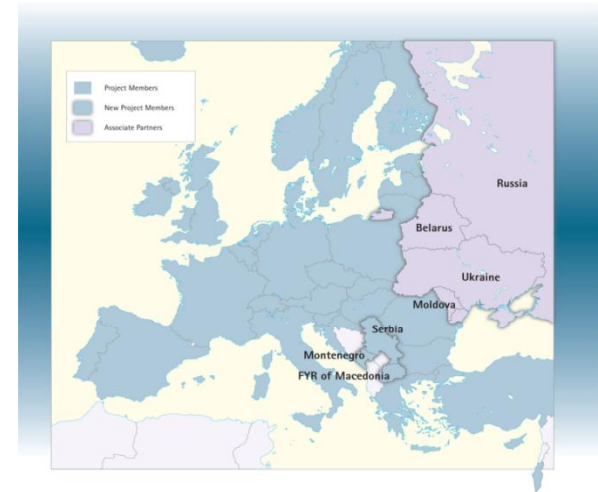 Project Members
New Project Members
Associate Partners
Russia
Belarus
Ukraine
Moldova
Serbia
Montenegro
FYR of Macedonia